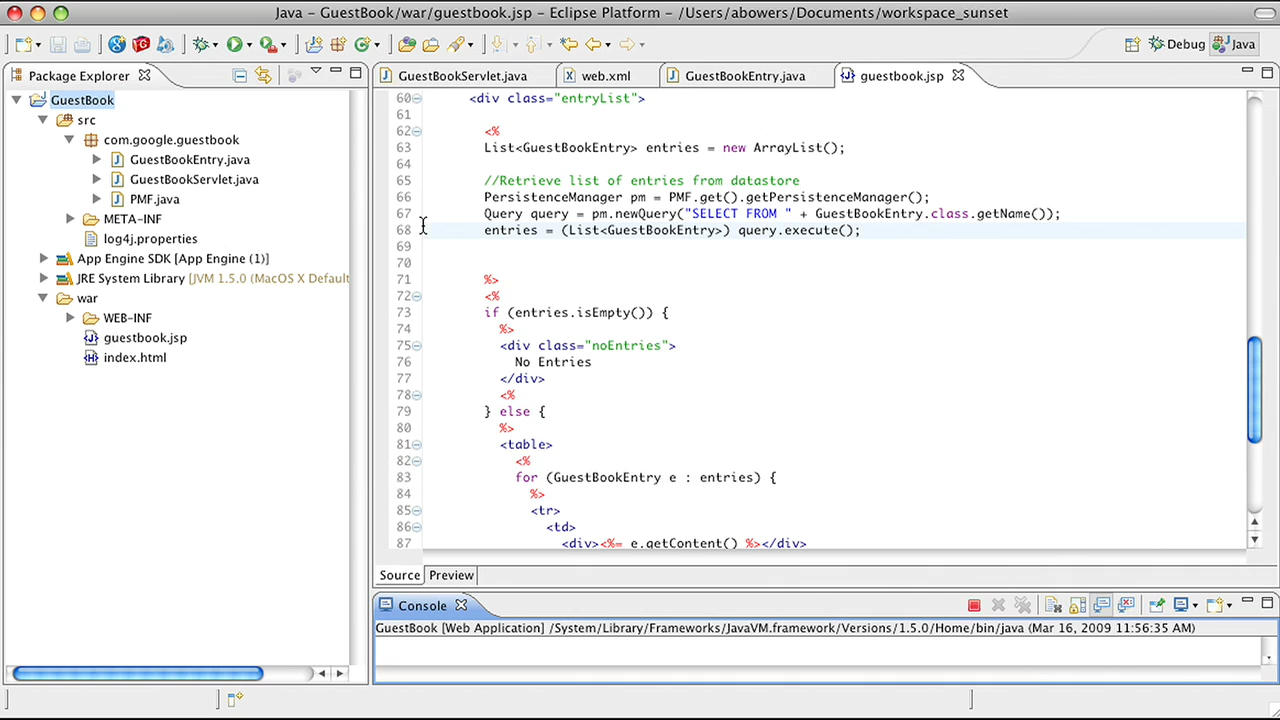 Java – GuestBook/war/guestbook.jsp – Eclipse Platform – /Users/abowers/Documents/workspace_sunset
Debug
Java
Package Explorer
GuestBook
src
com.google.guestbook
GuestBookEntry.java
GuestBookServlet.java
PMF.java
META-INF
log4j.properties
App Engine SDK [App Engine (1)]
JRE System Library [JVM 1.5.0 (MacOS X Default
war
WEB-INF
guestbook.jsp
index.html
GuestBookServlet.java
web.xml
GuestBookEntry.java
guestbook.jsp
60 <div class="entryList">
61
62 <%
63 List<GuestBookEntry> entries = new ArrayList();
64
65 //Retrieve list of entries from datastore
66 PersistenceManager pm = PMF.get().getPersistenceManager();
67 Query query = pm.newQuery("SELECT FROM " + GuestBookEntry.class.getName());
68 entries = (List<GuestBookEntry>) query.execute();
69
70
71 %>
72 <%
73 if (entries.isEmpty()) {
74 %>
75 <div class="noEntries">
76 No Entries
77 </div>
78 <%
79 } else {
80 %>
81 <table>
82 <%
83 for (GuestBookEntry e : entries) {
84 %>
85 <tr>
86 <td>
87 <div><%= e.getContent() %></div>
Source Preview
Console
GuestBook [Web Application] /System/Library/Frameworks/JavaVM.framework/Versions/1.5.0/Home/bin/java (Mar 16, 2009 11:56:35 AM)